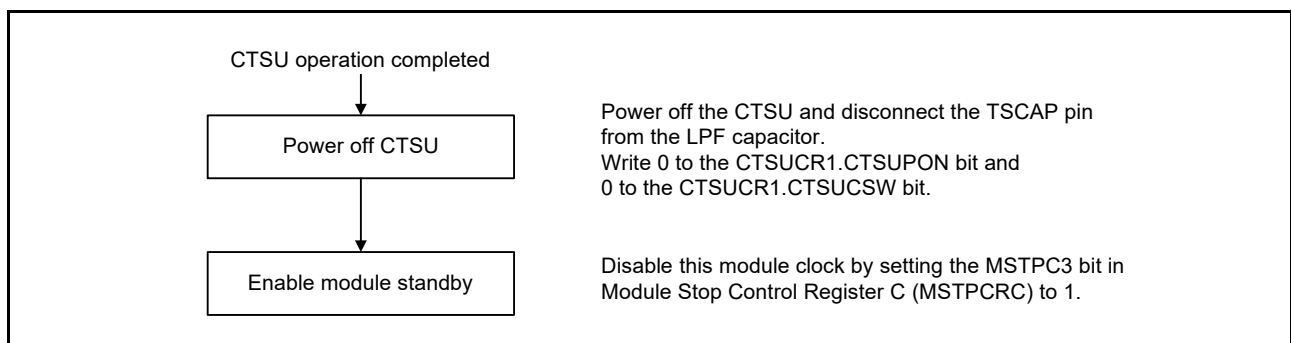 CTSU operation completed
Power off CTSU
Power off the CTSU and disconnect the TSCAP pin
from the LPF capacitor.
Write 0 to the CTSUCR1.CTSUPON bit and
0 to the CTSUCR1.CTSUCSW bit.
Enable module standby
Disable this module clock by setting the MSTPC3 bit in
Module Stop Control Register C (MSTPCRC) to 1.